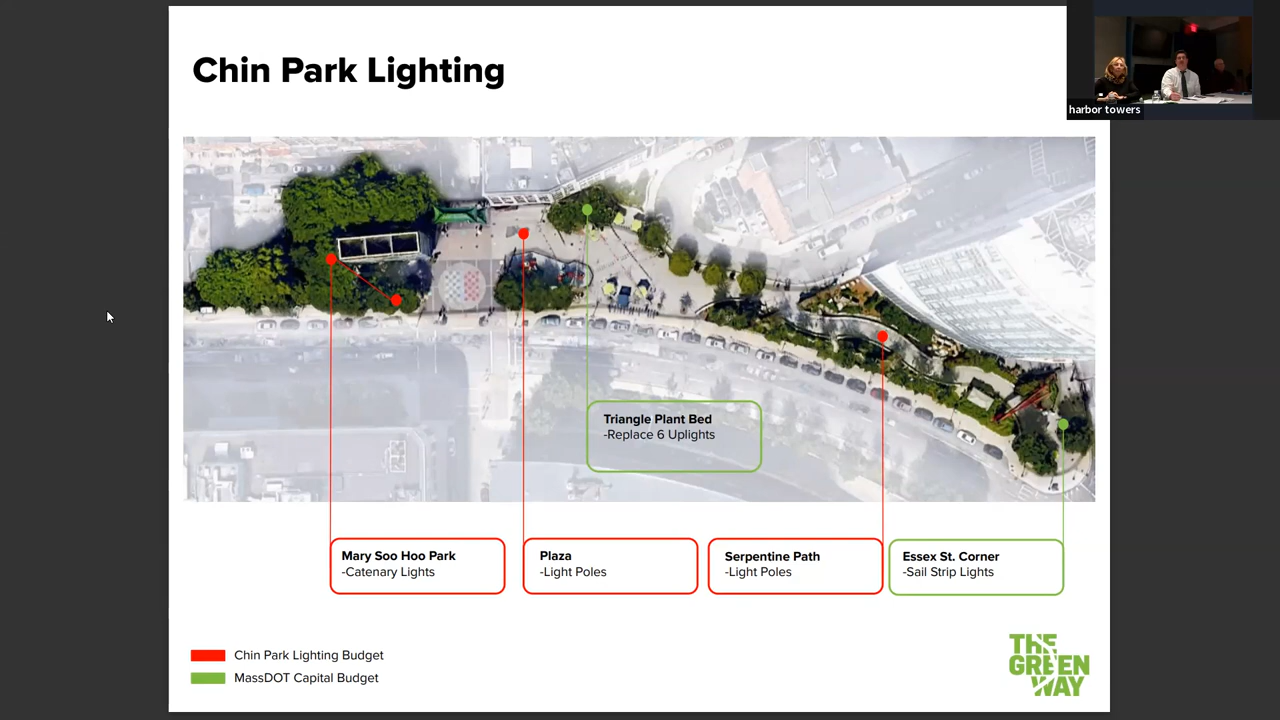 Chin Park Lighting
harbor towers
Triangle Plant Bed
-Replace 6 Uplights
Mary Soo Hoo Park
-Catenary Lights
Plaza
-Light Poles
Serpentine Path
-Light Poles
Essex St. Corner
-Sail Strip Lights
Chin Park Lighting Budget
MassDOT Capital Budget
THE
GREEN
WAY